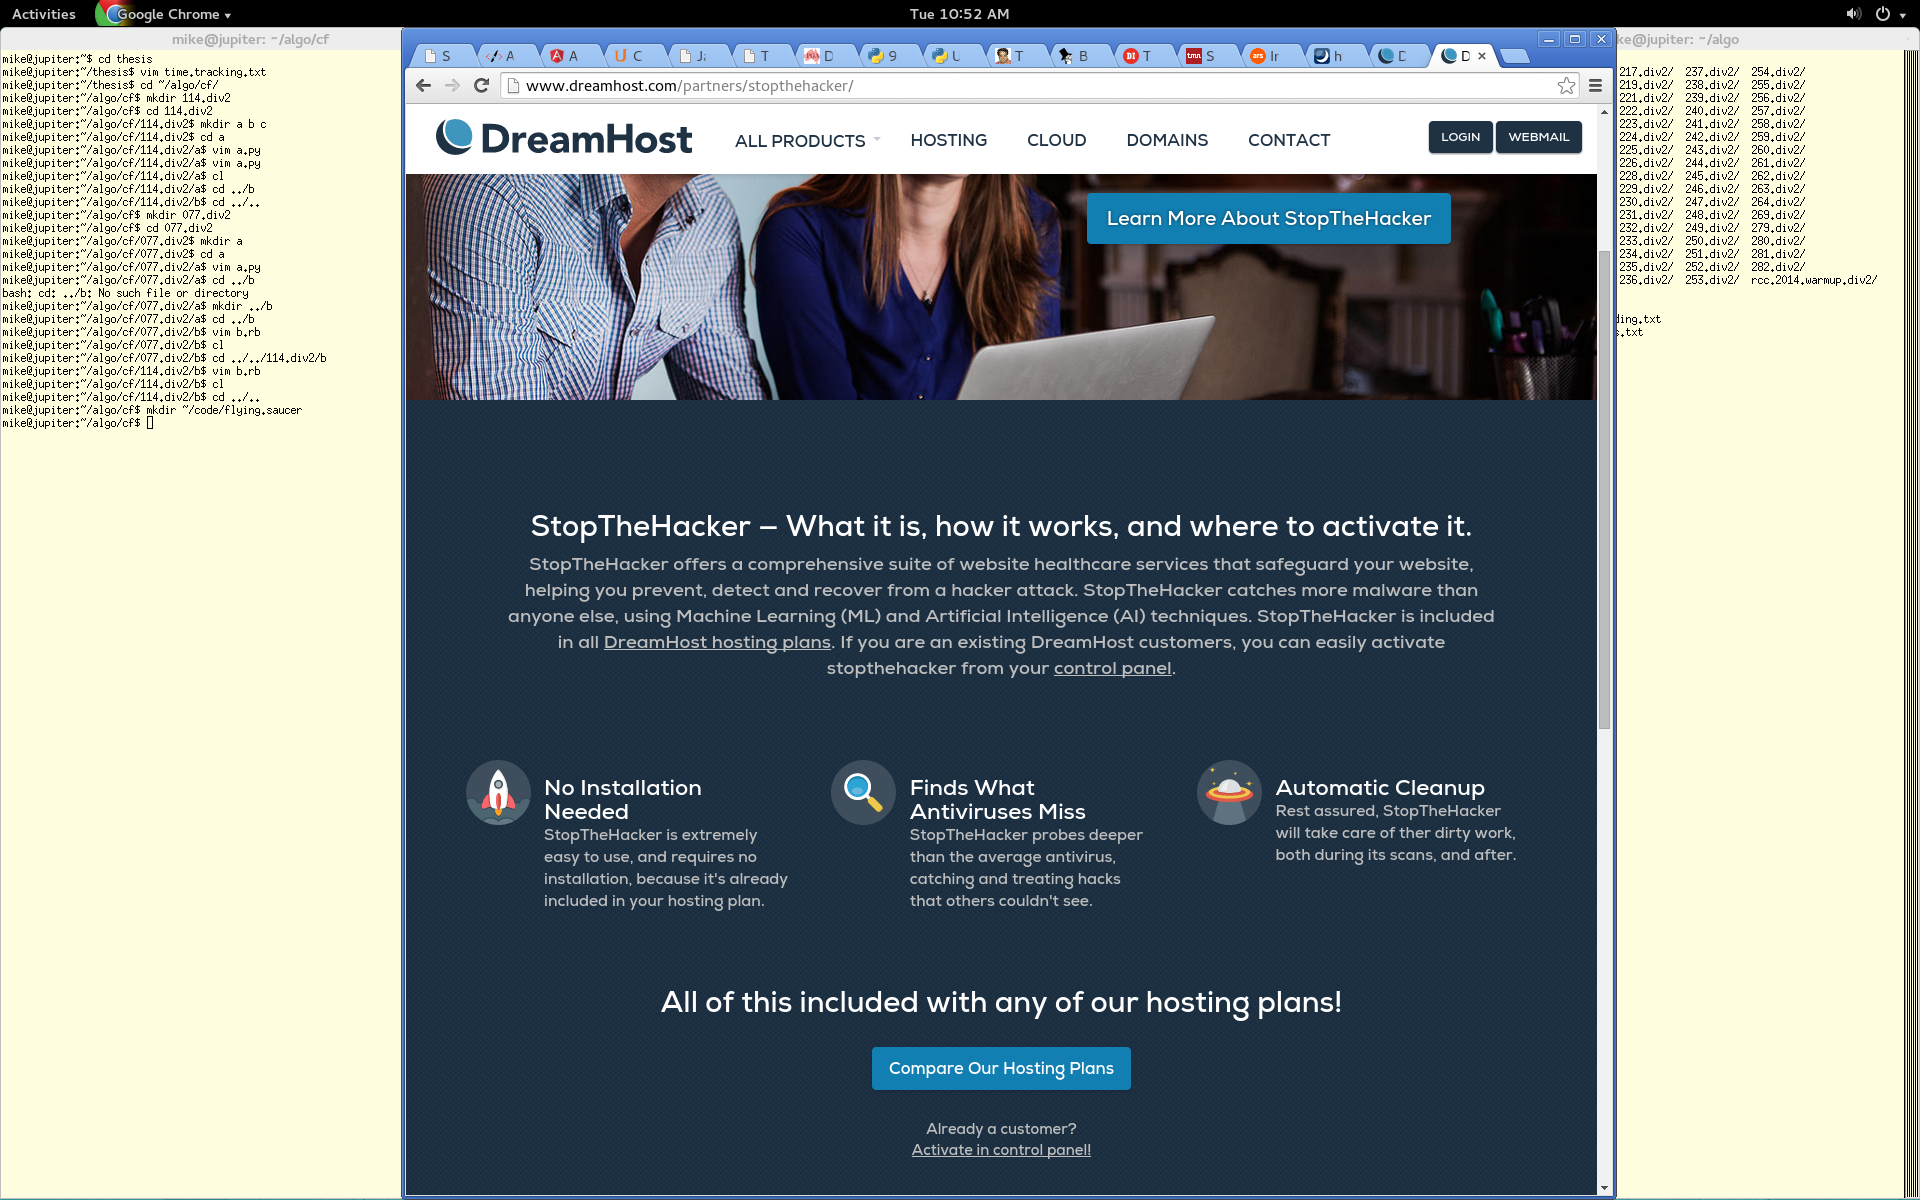 Activities
Google Chrome
Tue 10:52 AM
mike@jupiter: ~/algo/cf
mike@jupiter:~$ cd thesis
mike@jupiter:~/thesis$ vim time.tracking.txt
mike@jupiter:~/thesis$ cd ~/algo/cf/
mike@jupiter:~/algo/cf$ mkdir 114.div2
mike@jupiter:~/algo/cf$ cd 114.div2
mike@jupiter:~/algo/cf/114.div2$ mkdir a b c
mike@jupiter:~/algo/cf/114.div2$ cd a
mike@jupiter:~/algo/cf/114.div2/a$ vim a.py
mike@jupiter:~/algo/cf/114.div2/a$ vim a.py
mike@jupiter:~/algo/cf/114.div2/a$ cl
mike@jupiter:~/algo/cf/114.div2/a$ cd ../b
mike@jupiter:~/algo/cf/114.div2/b$ cd ../..
mike@jupiter:~/algo/cf$ mkdir 077.div2
mike@jupiter:~/algo/cf$ cd 077.div2
mike@jupiter:~/algo/cf/077.div2$ mkdir a
mike@jupiter:~/algo/cf/077.div2$ cd a
mike@jupiter:~/algo/cf/077.div2/a$ vim a.py
mike@jupiter:~/algo/cf/077.div2/a$ cd ../b
bash: cd: ../b: No such file or directory
mike@jupiter:~/algo/cf/077.div2/a$ mkdir ../b
mike@jupiter:~/algo/cf/077.div2/a$ cd ../b
mike@jupiter:~/algo/cf/077.div2/b$ vim b.rb
mike@jupiter:~/algo/cf/077.div2/b$ cl
mike@jupiter:~/algo/cf/077.div2/b$ cd ../../114.div2/b
mike@jupiter:~/algo/cf/114.div2/b$ vim b.rb
mike@jupiter:~/algo/cf/114.div2/b$ cl
mike@jupiter:~/algo/cf/114.div2/b$ cd ../..
mike@jupiter:~/algo/cf$ mkdir ~/code/flying.saucer
mike@jupiter:~/algo/cf$
S A A U C T D 9 T B DI T tmn S ars Ir h D
www.dreamhost.com/partners/stopthehacker/
DreamHost
ALL PRODUCTS HOSTING CLOUD DOMAINS CONTACT
LOGIN WEBMAIL
Learn More About StopTheHacker
StopTheHacker – What it is, how it works, and where to activate it.
StopTheHacker offers a comprehensive suite of website healthcare services that safeguard your website,
helping you prevent, detect and recover from a hacker attack. StopTheHacker catches more malware than
anyone else, using Machine Learning (ML) and Artificial Intelligence (AI) techniques. StopTheHacker is included
in all DreamHost hosting plans. If you are an existing DreamHost customers, you can easily activate
stopthehacker from your control panel.
No Installation
Needed
StopTheHacker is extremely
easy to use, and requires no
installation, because it's already
included in your hosting plan.
Finds What
Antiviruses Miss
StopTheHacker probes deeper
than the average antivirus,
catching and treating hacks
that others couldn't see.
Automatic Cleanup
Rest assured, StopTheHacker
will take care of ther dirty work,
both during its scans, and after.
All of this included with any of our hosting plans!
Compare Our Hosting Plans
Already a customer?
Activate in control panel!
ke@jupiter: ~/algo
217.div2/ 237.div2/ 254.div2/
219.div2/ 238.div2/ 255.div2/
221.div2/ 239.div2/ 256.div2/
222.div2/ 240.div2/ 257.div2/
223.div2/ 241.div2/ 258.div2/
224.div2/ 242.div2/ 259.div2/
225.div2/ 243.div2/ 260.div2/
226.div2/ 244.div2/ 261.div2/
228.div2/ 245.div2/ 262.div2/
229.div2/ 246.div2/ 263.div2/
230.div2/ 247.div2/ 264.div2/
231.div2/ 248.div2/ 269.div2/
232.div2/ 249.div2/ 279.div2/
233.div2/ 250.div2/ 280.div2/
234.div2/ 251.div2/ 281.div2/
235.div2/ 252.div2/ 282.div2/
236.div2/ 253.div2/ rcc.2014.warmup.div2/
ding.txt
s.txt